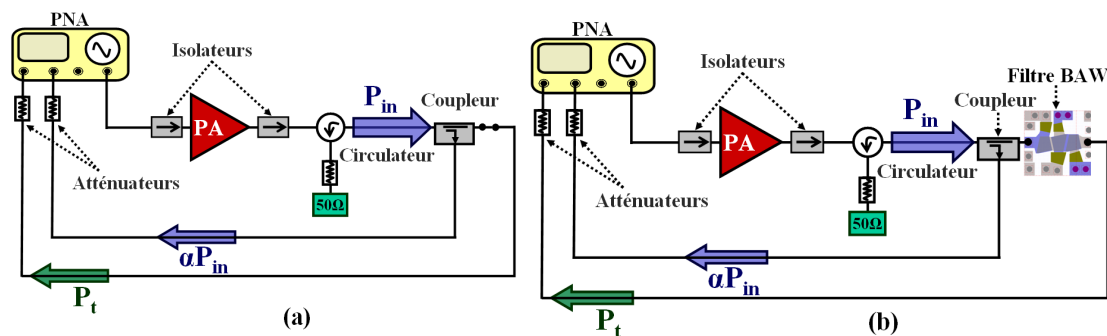 PNA
Isolateurs
P_in
Coupleur
PA
Circulateur
Atténuateurs
50Ω
αP_in
P_t
(a)
PNA
Isolateurs
Filtre BAW
P_in
Coupleur
PA
Circulateur
Atténuateurs
50Ω
αP_in
P_t
(b)